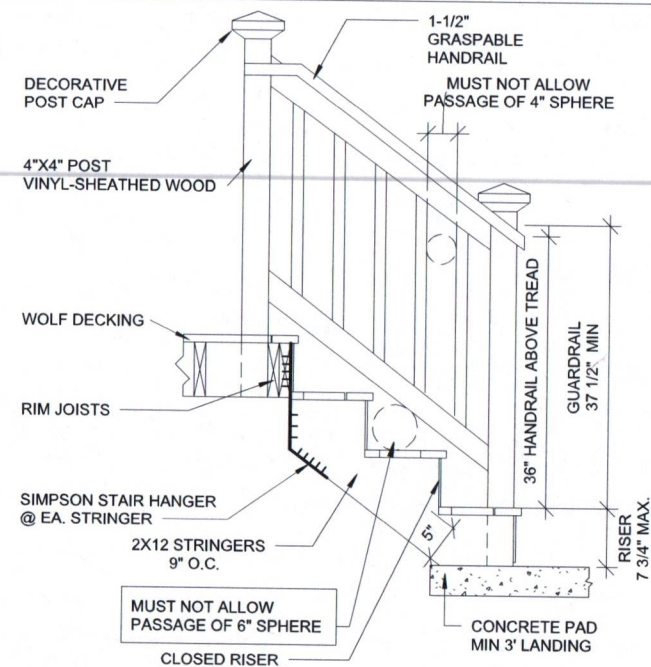 1-1/2"
GRASPABLE
HANDRAIL
DECORATIVE
POST CAP
MUST NOT ALLOW
PASSAGE OF 4" SPHERE
4"X4" POST
VINYL-SHEATHED WOOD
WOLF DECKING
RIM JOISTS
36" HANDRAIL ABOVE TREAD
GUARDRAIL
37 1/2" MIN
SIMPSON STAIR HANGER
@ EA. STRINGER
2X12 STRINGERS
9" O.C.
5"
RISER
7 3/4" MAX.
MUST NOT ALLOW
PASSAGE OF 6" SPHERE
CLOSED RISER
CONCRETE PAD
MIN 3' LANDING